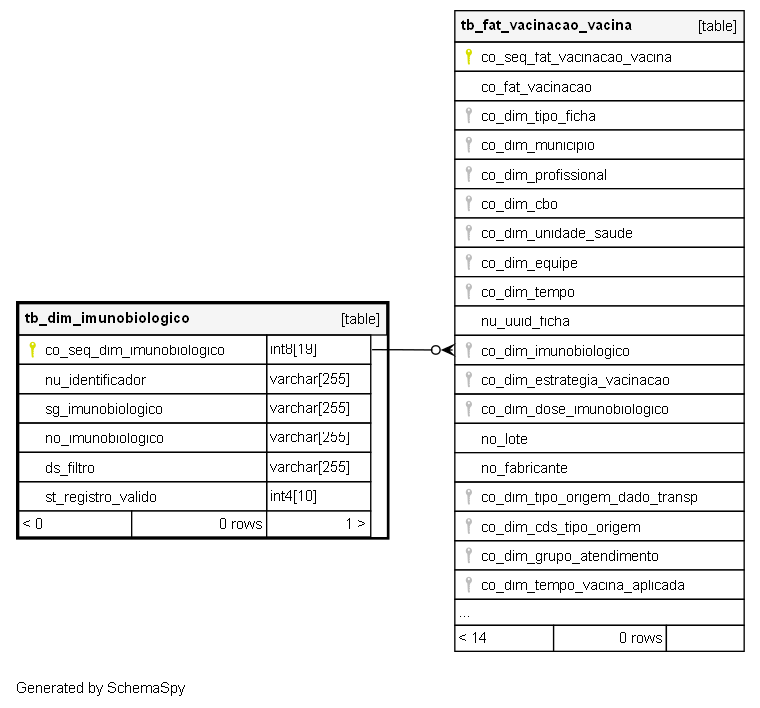 tb_fat_vacinacao_vacina [table]
co_seq_fat_vacinacao_vacina
co_fat_vacinacao
co_dim_tipo_ficha
co_dim_municipio
co_dim_profissional
co_dim_cbo
co_dim_unidade_saude
co_dim_equipe
co_dim_tempo
nu_uuid_ficha
co_dim_imunobiologico
co_dim_estrategia_vacinacao
co_dim_dose_imunobiologico
no_lote
no_fabricante
co_dim_tipo_origem_dado_transp
co_dim_cds_tipo_origem
co_dim_grupo_atendimento
co_dim_tempo_vacina_aplicada
...
< 14 0 rows
tb_dim_imunobiologico [table]
co_seq_dim_imunobiologico int8[19]
nu_identificador varchar[255]
sg_imunobiologico varchar[255]
no_imunobiologico varchar[255]
ds_filtro varchar[255]
st_registro_valido int4[10]
< 0 0 rows 1 >
Generated by SchemaSpy